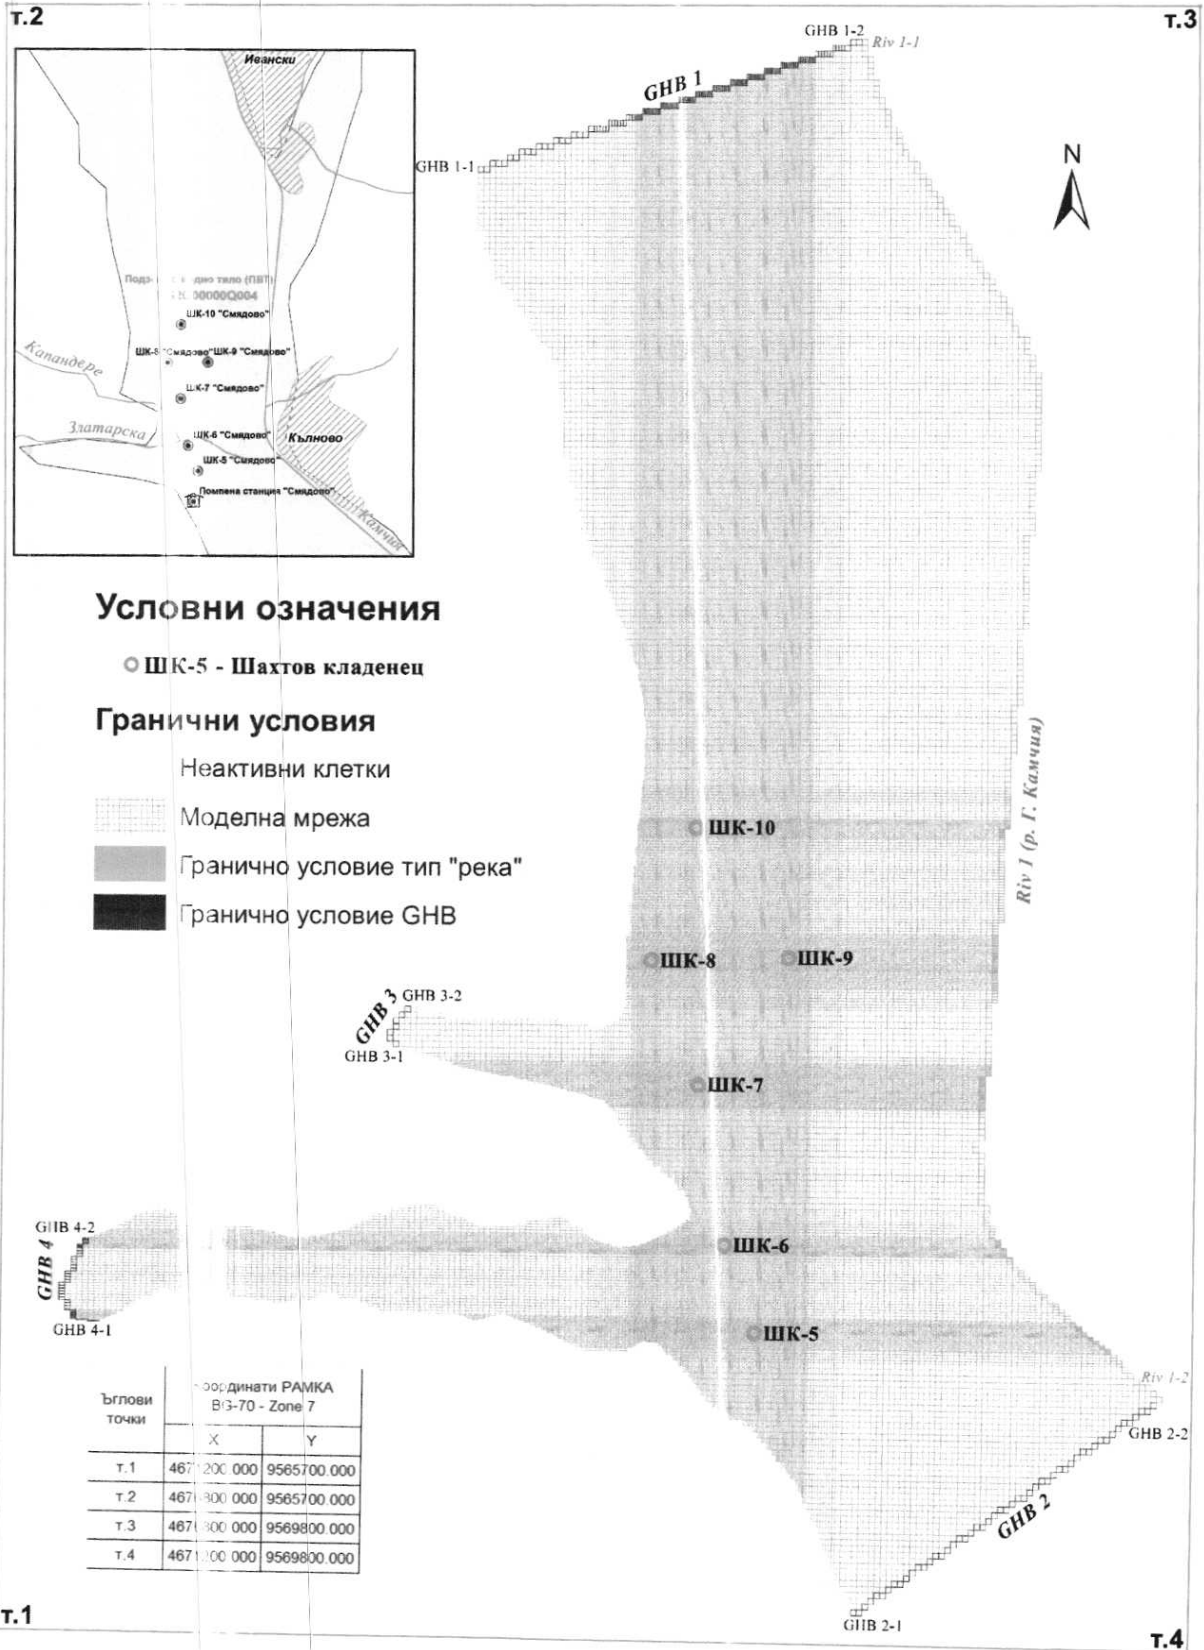 т.2
т.3
GHB 1-2
Riv 1-1
GHB 1
GHB 1-1
N
Ивански
тяло (ПВТ)
ШК-10 "Смядово"
ШК-8 "Смядово" ШК-9 "Смядово"
Капандере
ШК-7 "Смядово"
Златарска
ШК-6 "Смядово"
Кълново
ШК-5 "Смядово"
Помпена станция "Смядово"
Камчия
Условни означения
ШК-5 - Шахтов кладенец
Гранични условия
Неактивни клетки
Моделна мрежа
Гранично условие тип "река"
Гранично условие GHB
Riv 1 (р. Г. Камчия)
ШК-10
ШК-8
ШК-9
GHB 3
GHB 3-2
GHB 3-1
ШК-7
GHB 4-2
GHB 4
GHB 4-1
ШК-6
ШК-5
Riv 1-2
GHB 2-2
GHB 2
GHB 2-1
Ъглови точки
РАМКА
BG-70 - Zone 7
X Y
т.1 9565700.000
т.2 9565700.000
т.3 9569800.000
т.4 9569800.000
т.1
т.4